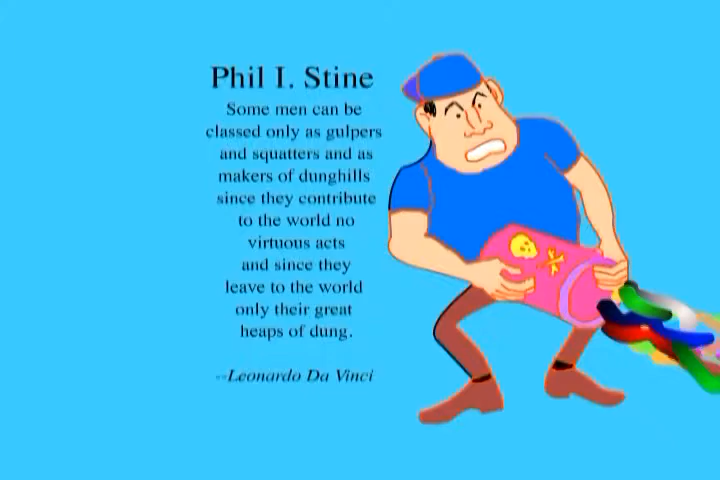 Phil I. Stine
Some men can be
classed only as gulpers
and squatters and as
makers of dunghills
since they contribute
to the world no
virtuous acts
and since they
leave to the world
only their great
heaps of dung.
--Leonardo Da Vinci